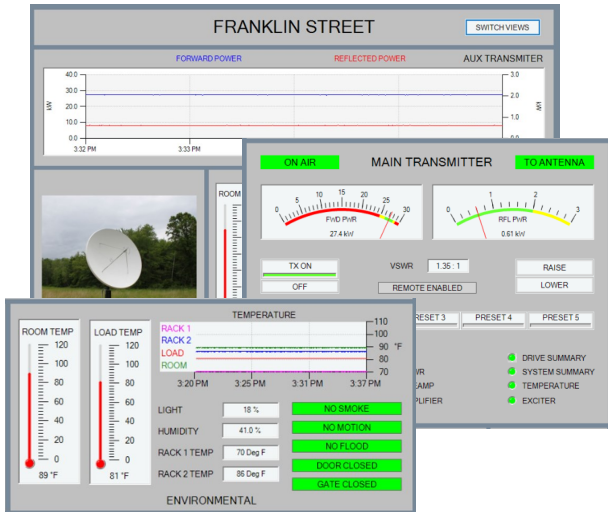 FRANKLIN STREET
SWITCH VIEWS
FORWARD POWER REFLECTED POWER AUX TRANSMITER
40.0 3.0
30.0
2.0
20.0
kW kW
1.0
10.0
0.0 0.0
3:32 PM 3:33 PM
ROOM
ON AIR MAIN TRANSMITTER TO ANTENNA
0 5 10 15 20 25 30
FWD PWR
27.4 kW
0 1 2 3
RFL PWR
0.61 kW
TX ON VSWR 1.35 : 1 RAISE
OFF REMOTE ENABLED LOWER
RESET 3 PRESET 4 PRESET 5
DRIVE SUMMARY
WR SYSTEM SUMMARY
EAMP TEMPERATURE
PLIFIER EXCITER
ROOM TEMP
120
100
80
60
40
20
0
89 °F
LOAD TEMP
120
100
80
60
40
20
0
81 °F
TEMPERATURE
RACK 1
RACK 2
LOAD
ROOM
110
100
90 °F
80
70
3:20 PM 3:25 PM 3:31 PM 3:37 PM
LIGHT 18 % NO SMOKE
HUMIDITY 41.0 % NO MOTION
NO FLOOD
RACK 1 TEMP 70 Deg F
DOOR CLOSED
RACK 2 TEMP 86 Deg F
GATE CLOSED
ENVIRONMENTAL